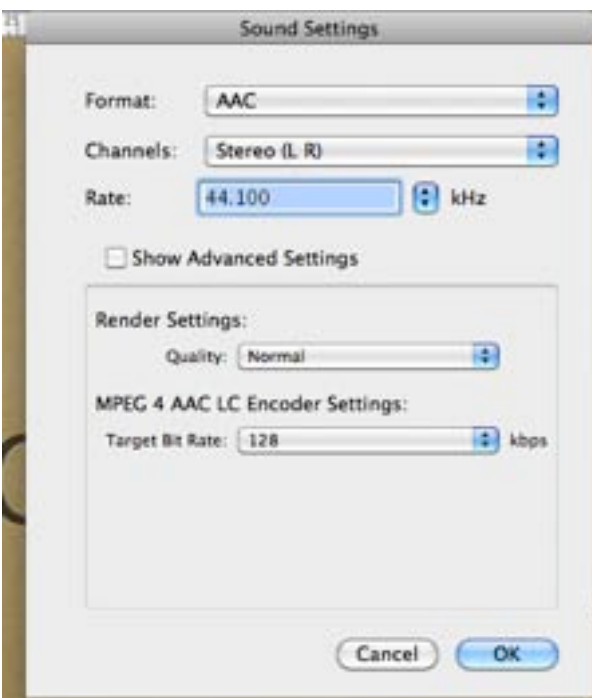 Sound Settings
Format: AAC
Channels: Stereo (L R)
Rate: 44.100 kHz
Show Advanced Settings
Render Settings:
Quality: Normal
MPEG 4 AAC LC Encoder Settings:
Target Bit Rate: 128 kbps
Cancel OK